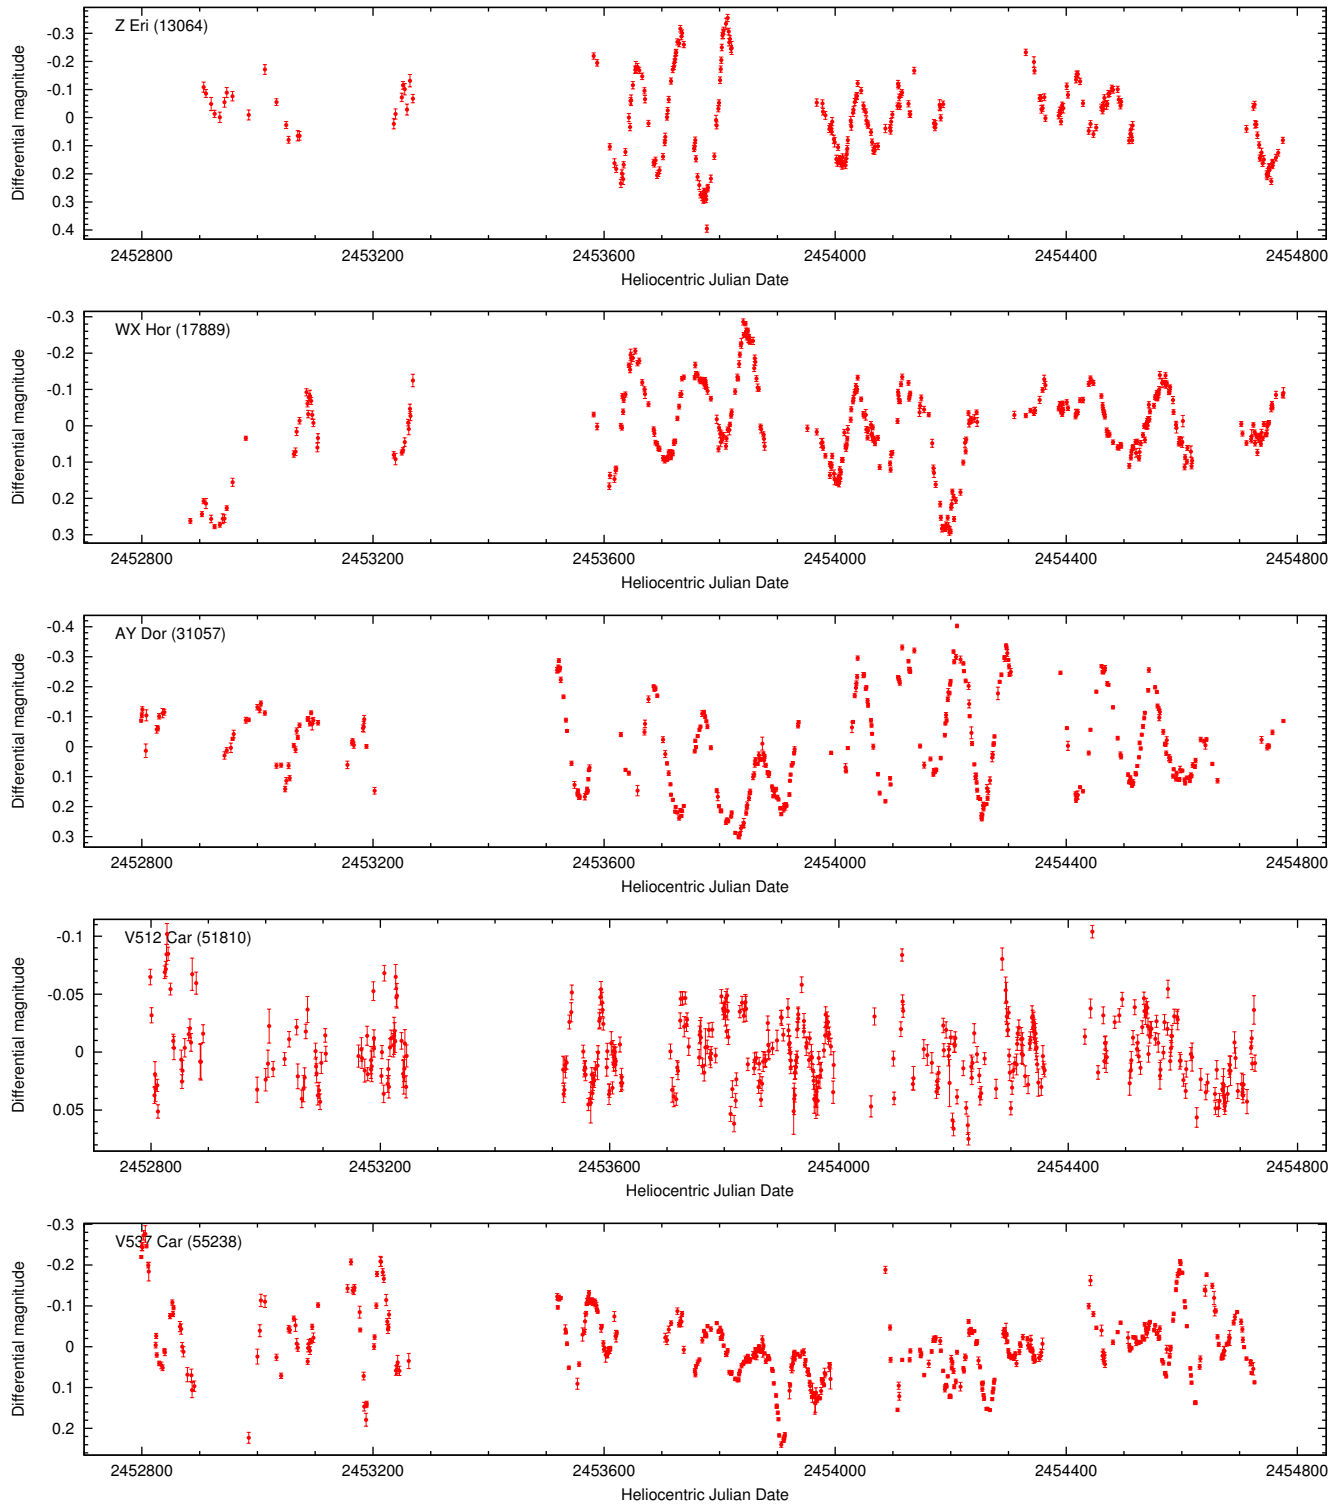 Z Eri (13064)
Differential magnitude
-0.3
-0.2
-0.1
0
0.1
0.2
0.3
0.4
2452800 2453200 2453600 2454000 2454400 2454800
Heliocentric Julian Date
WX Hor (17889)
Differential magnitude
-0.3
-0.2
-0.1
0
0.1
0.2
0.3
2452800 2453200 2453600 2454000 2454400 2454800
Heliocentric Julian Date
AY Dor (31057)
Differential magnitude
-0.4
-0.3
-0.2
-0.1
0
0.1
0.2
0.3
2452800 2453200 2453600 2454000 2454400 2454800
Heliocentric Julian Date
V512 Car (51810)
Differential magnitude
-0.1
-0.05
0
0.05
2452800 2453200 2453600 2454000 2454400 2454800
Heliocentric Julian Date
V537 Car (55238)
Differential magnitude
-0.3
-0.2
-0.1
0
0.1
0.2
2452800 2453200 2453600 2454000 2454400 2454800
Heliocentric Julian Date